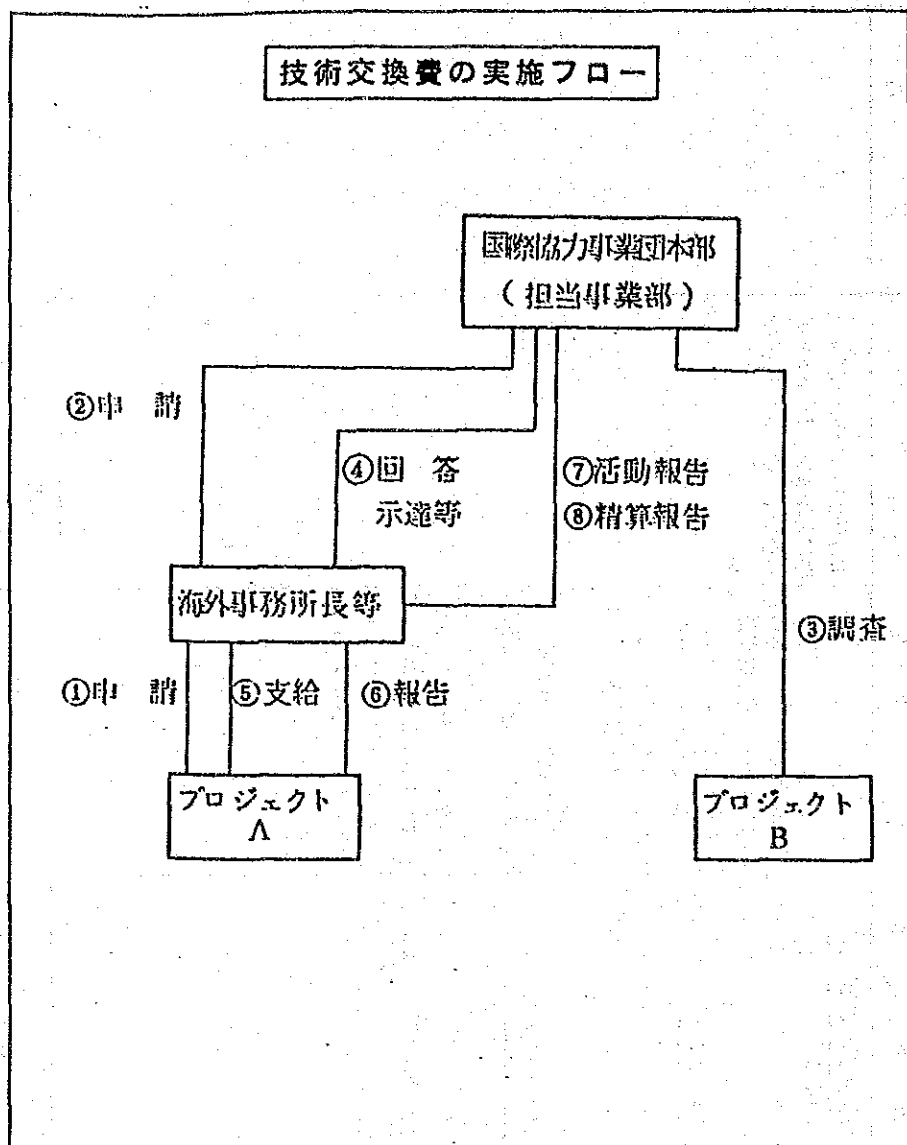 技術交換費の実施フロー
国際協力事業団本部
(担当事業部)
②申 請
④回 答
示達等
⑦活動報告
⑧精算報告
海外事務所長等
③調査
①申 請
⑤支給
⑥報告
プロジェクト
A
プロジェクト
B